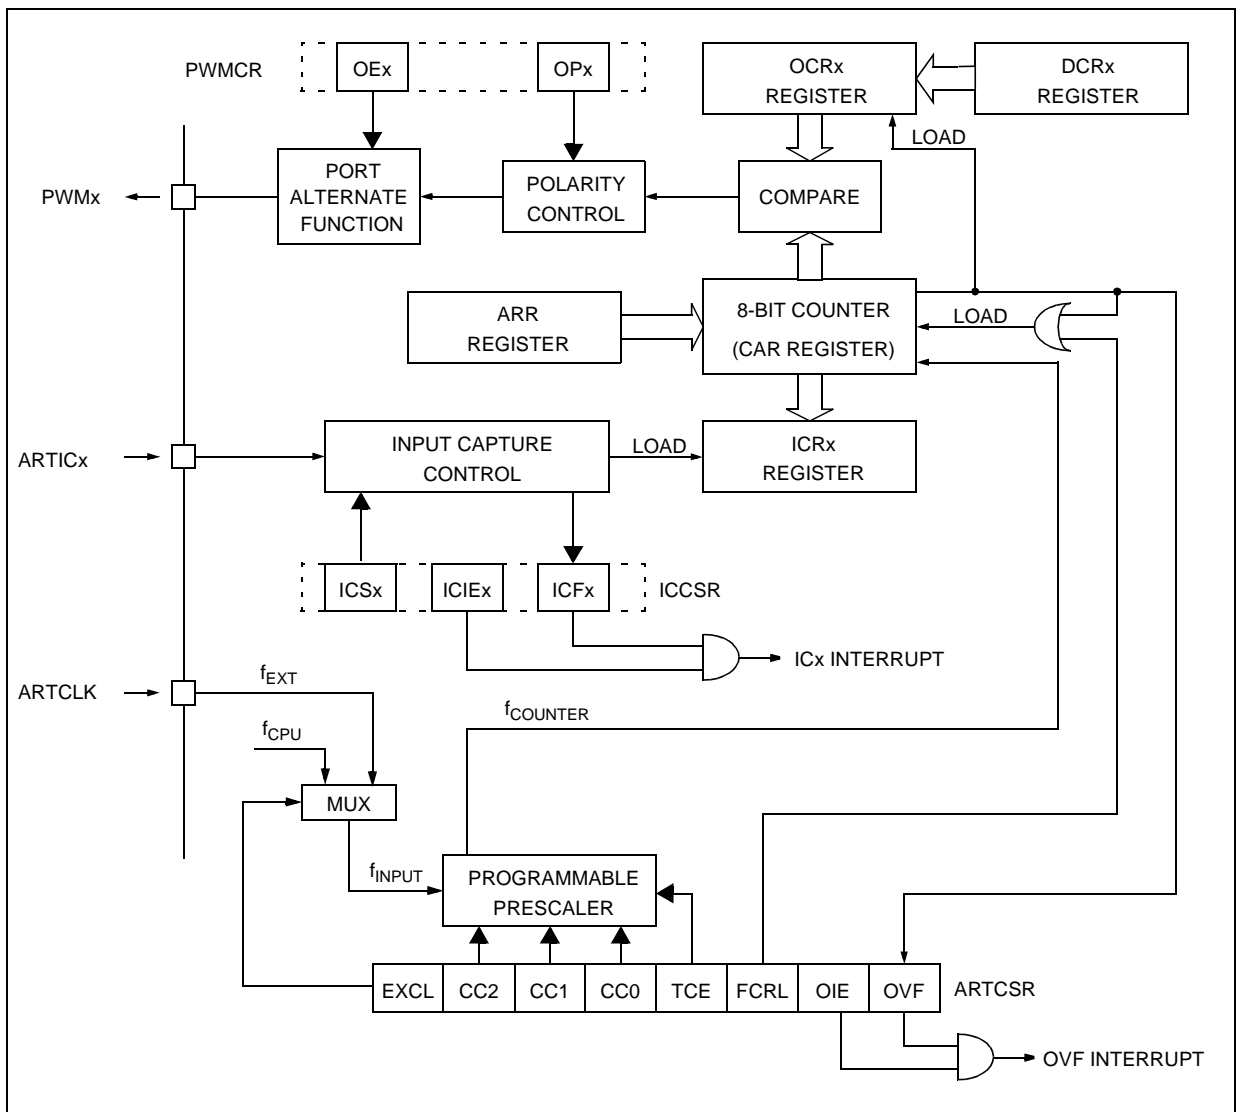 PWMCR
OEx
OPx
OCRx
REGISTER
DCRx
REGISTER
LOAD
PWMx
PORT
ALTERNATE
FUNCTION
POLARITY
CONTROL
COMPARE
ARR
REGISTER
8-BIT COUNTER
(CAR REGISTER)
LOAD
ARTICx
INPUT CAPTURE
CONTROL
LOAD
ICRx
REGISTER
ICSx
ICIEx
ICFx
ICCSR
ICx INTERRUPT
ARTCLK
fEXT
fCPU
fCOUNTER
MUX
fINPUT
PROGRAMMABLE
PRESCALER
EXCL
CC2
CC1
CC0
TCE
FCRL
OIE
OVF
ARTCSR
OVF INTERRUPT